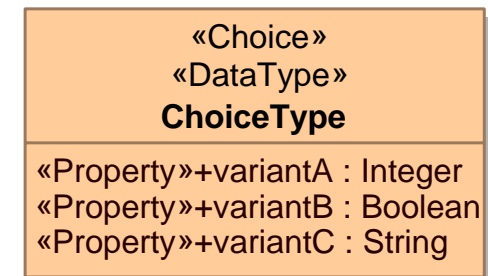 «Choice»
«DataType»
ChoiceType
«Property»+variantA : Integer
«Property»+variantB : Boolean
«Property»+variantC : String